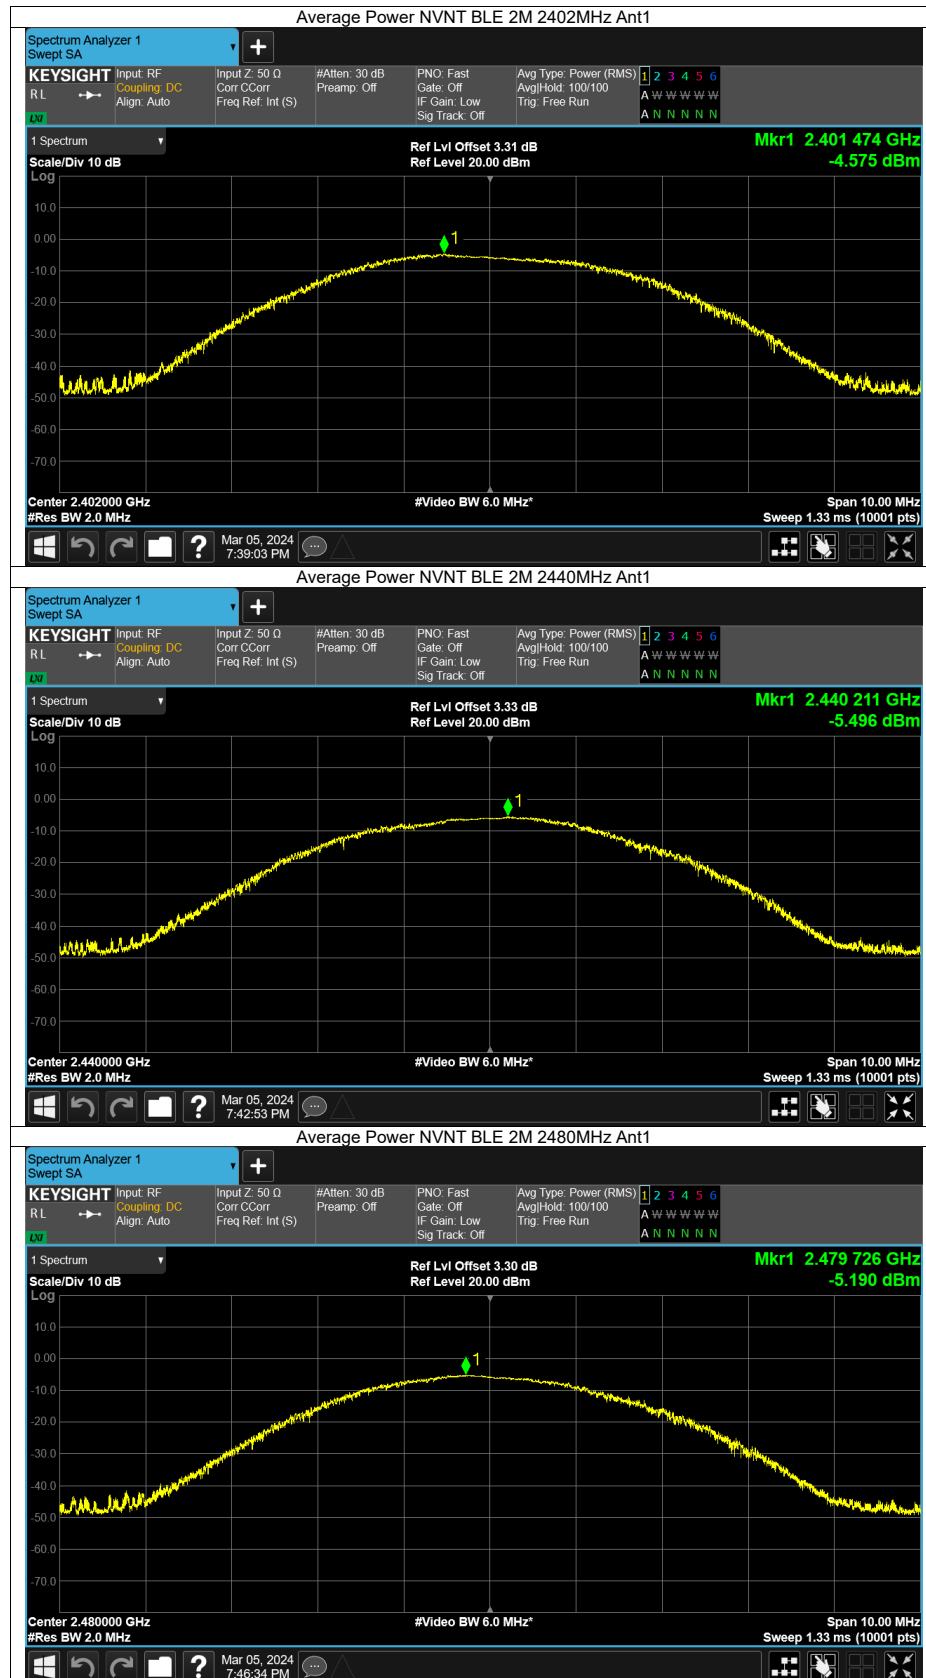 Average Power NVNT BLE 2M 2402MHz Ant1
Spectrum Analyzer 1
Swept SA
+
KEYSIGHT
RL
LXI
Input: RF
Coupling: DC
Align: Auto
Input Z: 50 Ω
Corr CCorr
Freq Ref: Int (S)
#Atten: 30 dB
Preamp: Off
PNO: Fast
Gate: Off
IF Gain: Low
Sig Track: Off
Avg Type: Power (RMS)
Avg|Hold: 100/100
Trig: Free Run
1 2 3 4 5 6
A W W W W W
A N N N N N
1 Spectrum
Scale/Div 10 dB
Log
Ref Lvl Offset 3.31 dB
Ref Level 20.00 dBm
Mkr1 2.401 474 GHz
-4.575 dBm
1
10.0
0.00
-10.0
-20.0
-30.0
-40.0
-50.0
-60.0
-70.0
Center 2.402000 GHz
#Res BW 2.0 MHz
#Video BW 6.0 MHz*
Span 10.00 MHz
Sweep 1.33 ms (10001 pts)
?
Mar 05, 2024
7:39:03 PM
Average Power NVNT BLE 2M 2440MHz Ant1
Spectrum Analyzer 1
Swept SA
+
KEYSIGHT
RL
LXI
Input: RF
Coupling: DC
Align: Auto
Input Z: 50 Ω
Corr CCorr
Freq Ref: Int (S)
#Atten: 30 dB
Preamp: Off
PNO: Fast
Gate: Off
IF Gain: Low
Sig Track: Off
Avg Type: Power (RMS)
Avg|Hold: 100/100
Trig: Free Run
1 2 3 4 5 6
A W W W W W
A N N N N N
1 Spectrum
Scale/Div 10 dB
Log
Ref Lvl Offset 3.33 dB
Ref Level 20.00 dBm
Mkr1 2.440 211 GHz
-5.496 dBm
1
10.0
0.00
-10.0
-20.0
-30.0
-40.0
-50.0
-60.0
-70.0
Center 2.440000 GHz
#Res BW 2.0 MHz
#Video BW 6.0 MHz*
Span 10.00 MHz
Sweep 1.33 ms (10001 pts)
?
Mar 05, 2024
7:42:53 PM
Average Power NVNT BLE 2M 2480MHz Ant1
Spectrum Analyzer 1
Swept SA
+
KEYSIGHT
RL
LXI
Input: RF
Coupling: DC
Align: Auto
Input Z: 50 Ω
Corr CCorr
Freq Ref: Int (S)
#Atten: 30 dB
Preamp: Off
PNO: Fast
Gate: Off
IF Gain: Low
Sig Track: Off
Avg Type: Power (RMS)
Avg|Hold: 100/100
Trig: Free Run
1 2 3 4 5 6
A W W W W W
A N N N N N
1 Spectrum
Scale/Div 10 dB
Log
Ref Lvl Offset 3.30 dB
Ref Level 20.00 dBm
Mkr1 2.479 726 GHz
-5.190 dBm
1
10.0
0.00
-10.0
-20.0
-30.0
-40.0
-50.0
-60.0
-70.0
Center 2.480000 GHz
#Res BW 2.0 MHz
#Video BW 6.0 MHz*
Span 10.00 MHz
Sweep 1.33 ms (10001 pts)
?
Mar 05, 2024
7:46:34 PM